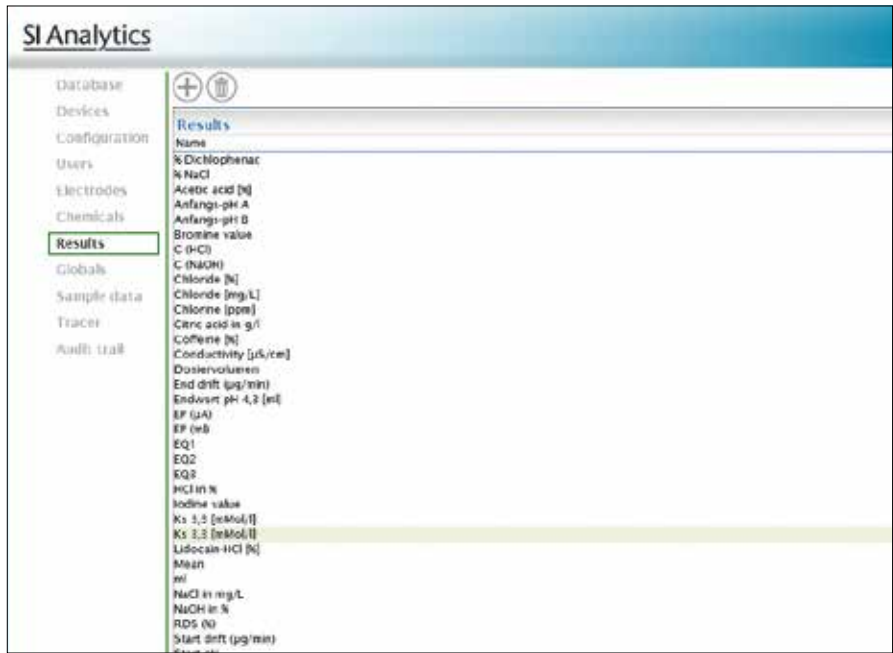 SI Analytics
Database
Devices
Configuration
Users
Electrodes
Chemicals
Results
Globals
Sample data
Tracer
Audit trail
Results
Name
% Dichlophenac
% NaCl
Acetic acid [%]
Anfangs-pH A
Anfangs-pH B
Bromine value
C (HCl)
C (NaOH)
Chloride [%]
Chloride [mg/L]
Chlorine [ppm]
Citric acid in g/l
Coffeine [%]
Conductivity [µS/cm]
Dosiervolumen
End drift (µg/min)
Endwert pH 4,3 [ml]
EP (µA)
EP (ml)
EQ1
EQ2
EQ3
HCl in %
Iodine value
Ks [mMol/l]
Ks [mMol/l]
Lidocain-HCl [%]
Mean
ml
NaCl in mg/L
NaOH in %
RDS (%)
Start drift (µg/min)